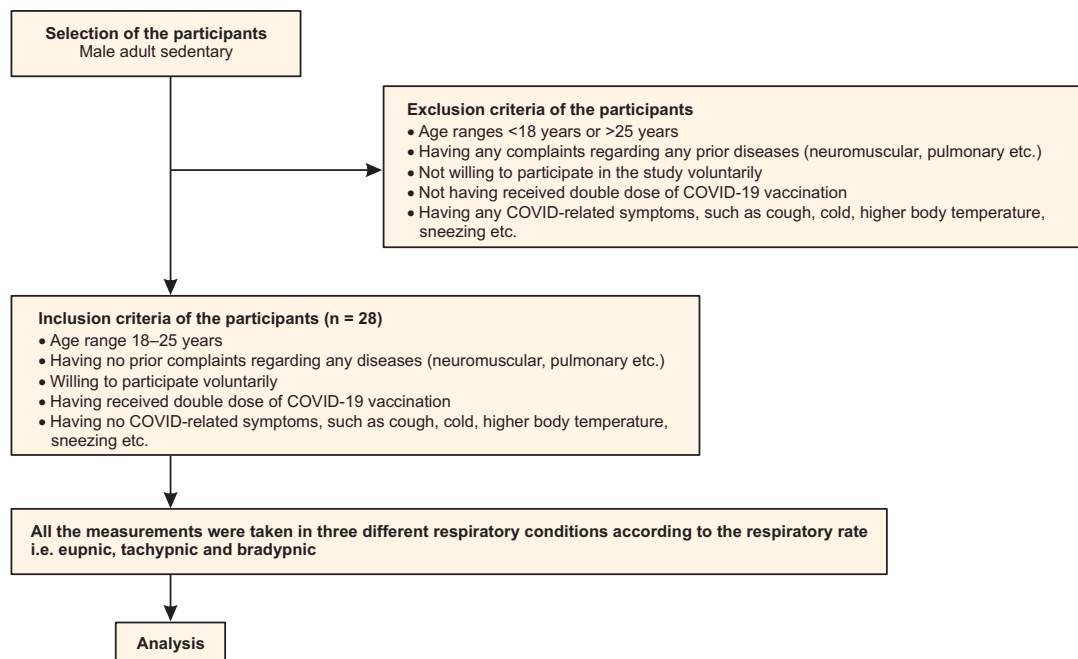 Selection of the participants
Male adult sedentary
Exclusion criteria of the participants
• Age ranges <18 years or >25 years
• Having any complaints regarding any prior diseases (neuromuscular, pulmonary etc.)
• Not willing to participate in the study voluntarily
• Not having received double dose of COVID-19 vaccination
• Having any COVID-related symptoms, such as cough, cold, higher body temperature,
sneezing etc.
Inclusion criteria of the participants (n = 28)
• Age range 18–25 years
• Having no prior complaints regarding any diseases (neuromuscular, pulmonary etc.)
• Willing to participate voluntarily
• Having received double dose of COVID-19 vaccination
• Having no COVID-related symptoms, such as cough, cold, higher body temperature,
sneezing etc.
All the measurements were taken in three different respiratory conditions according to the respiratory rate
i.e. eupnic, tachypnic and bradypnic
Analysis